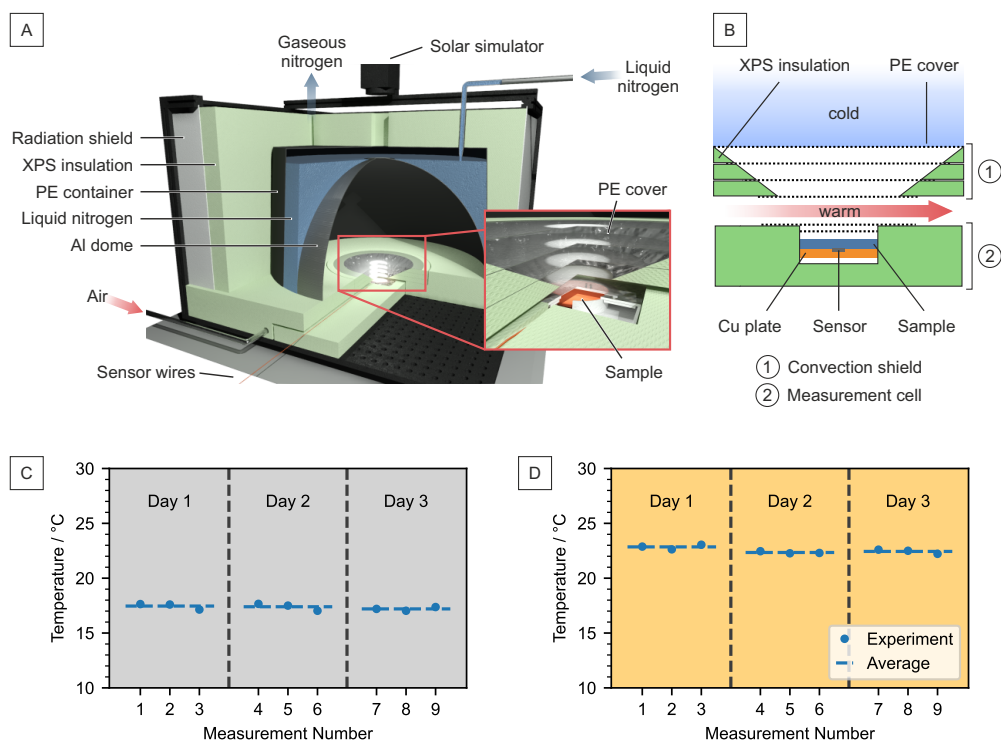 A
Gaseous
nitrogen
Solar simulator
Liquid
nitrogen
Radiation shield
XPS insulation
PE container
Liquid nitrogen
Al dome
Air
Sensor wires
PE cover
Sample
B
XPS insulation
PE cover
cold
1
warm
2
Cu plate
Sensor
Sample
1 Convection shield
2 Measurement cell
C
Temperature / °C
30
25
20
15
10
Day 1
Day 2
Day 3
1 2 3 4 5 6 7 8 9
Measurement Number
D
Temperature / °C
30
25
20
15
10
Day 1
Day 2
Day 3
Experiment
Average
1 2 3 4 5 6 7 8 9
Measurement Number